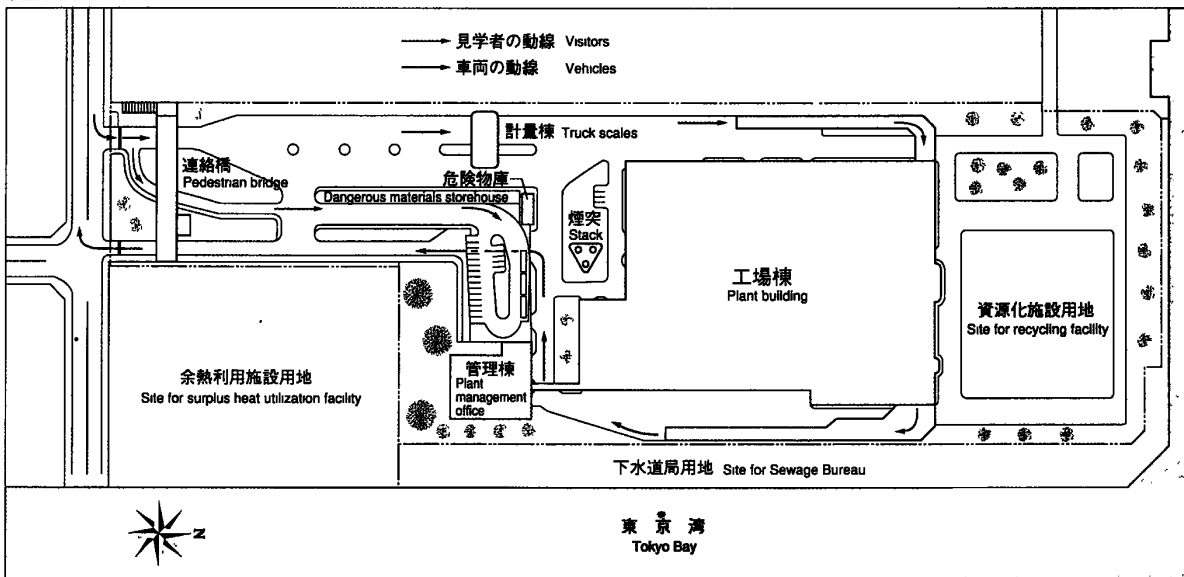 見学者の動線 Visitors
車両の動線 Vehicles
計量棟 Truck scales
連絡橋
Pedestrian bridge
危険物庫
Dangerous materials storehouse
煙突
Stack
工場棟
Plant building
資源化施設用地
Site for recycling facility
管理棟
Plant
management
office
余熱利用施設用地
Site for surplus heat utilization facility
下水道局用地 Site for Sewage Bureau
N
東京湾
Tokyo Bay